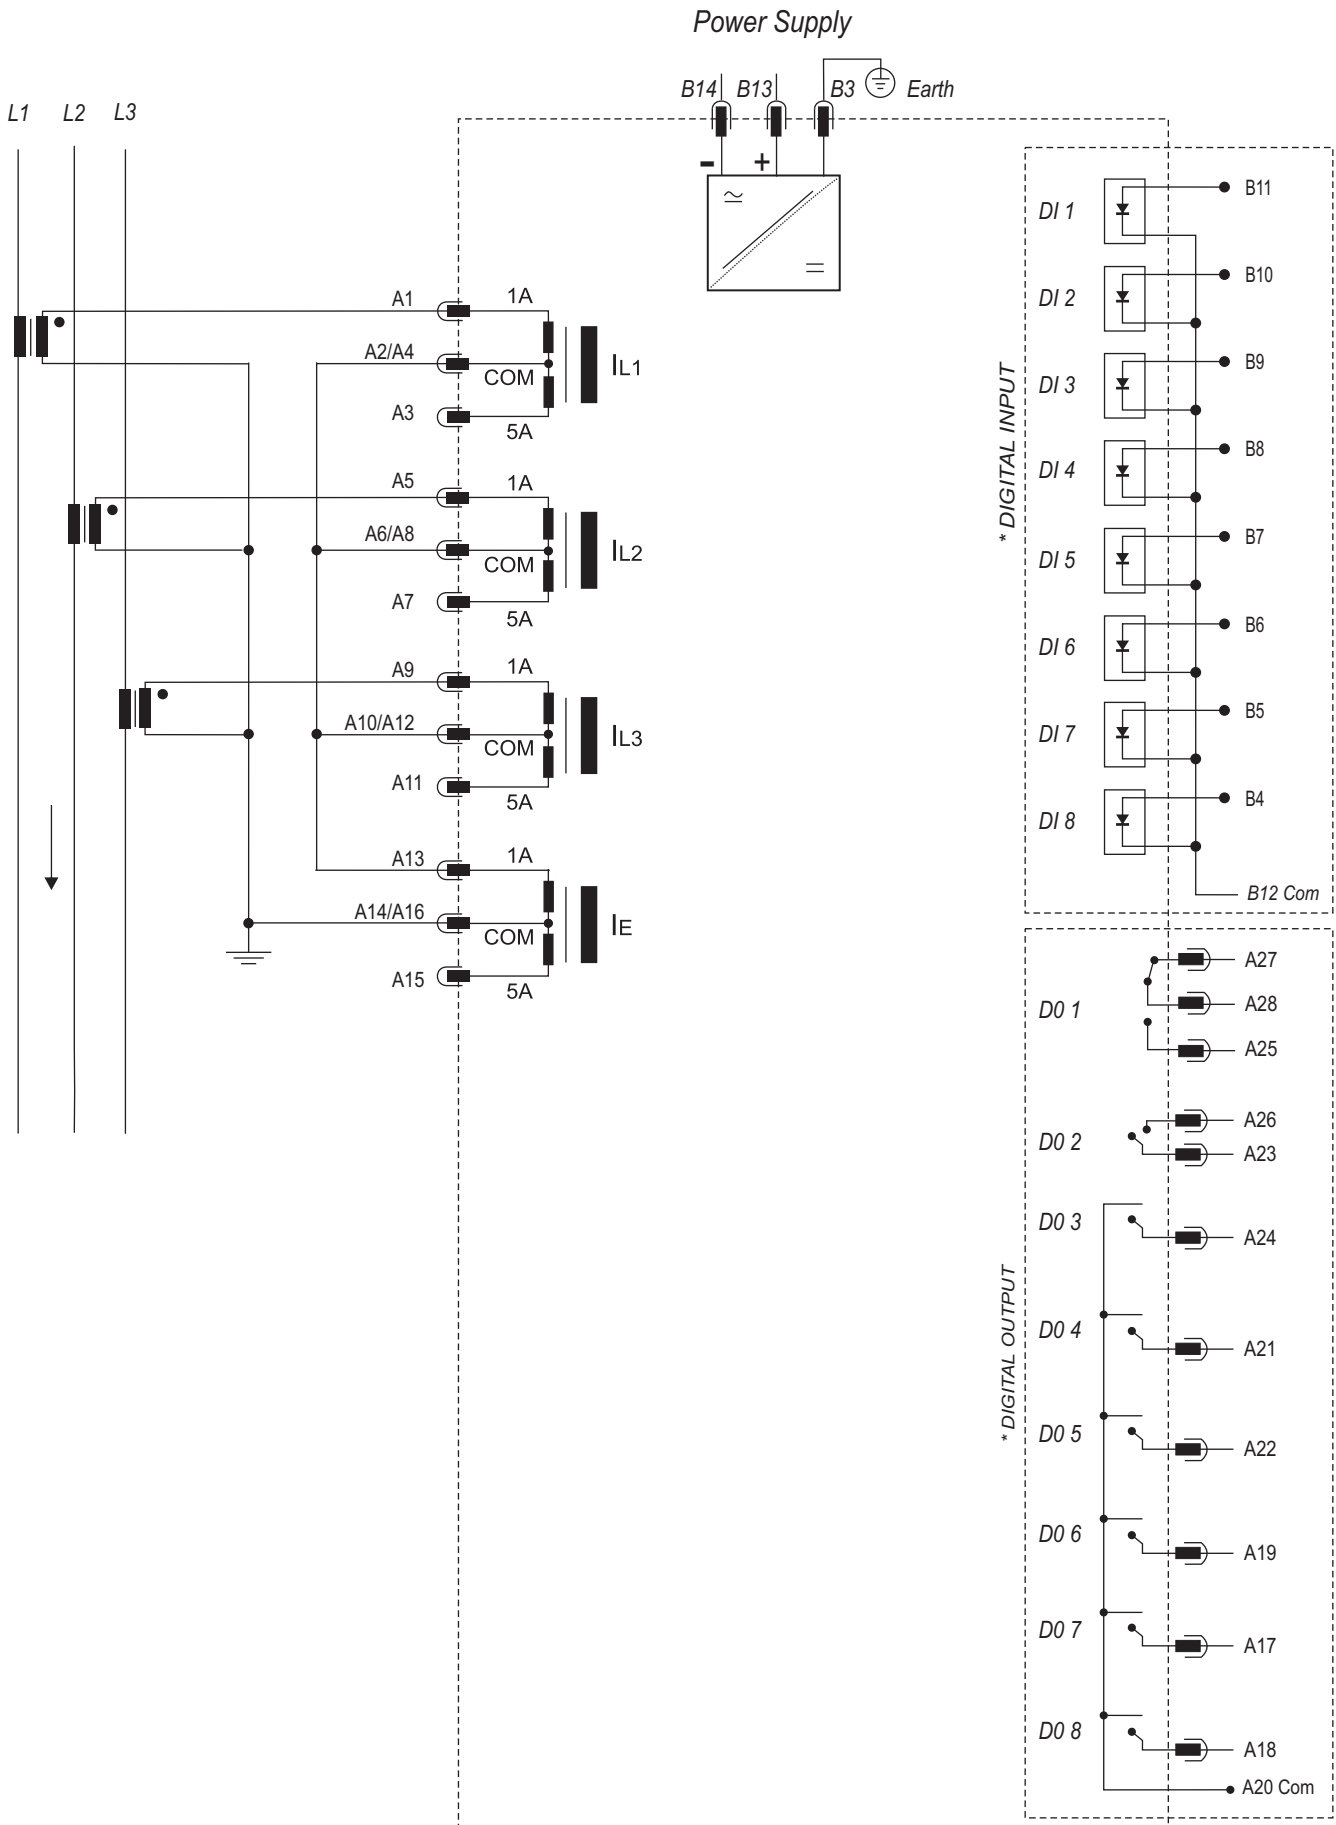 Power Supply
B14
B13
B3
Earth
-
+
L1
L2
L3
A1
1A
A2/A4
COM
IL1
A3
5A
A5
1A
A6/A8
COM
IL2
A7
5A
A9
1A
A10/A12
COM
IL3
A11
5A
A13
1A
A14/A16
COM
IE
A15
5A
* DIGITAL INPUT
DI 1
B11
DI 2
B10
DI 3
B9
DI 4
B8
DI 5
B7
DI 6
B6
DI 7
B5
DI 8
B4
B12 Com
* DIGITAL OUTPUT
D0 1
A27
A28
A25
D0 2
A26
A23
D0 3
A24
D0 4
A21
D0 5
A22
D0 6
A19
D0 7
A17
D0 8
A18
A20 Com